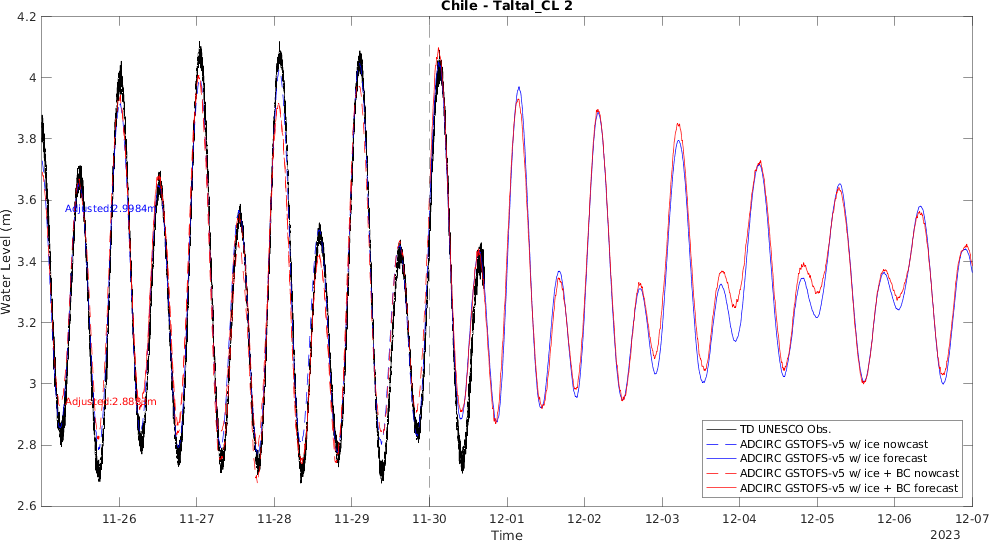 Chile - Taltal_CL 2
4.2
4
3.8
3.6
3.4
3.2
3
2.8
2.6
Water Level (m)
Adjusted:2.9984m
TD UNESCO Obs.
ADCIRC GSTOFS-v5 w/ ice nowcast
ADCIRC GSTOFS-v5 w/ ice forecast
ADCIRC GSTOFS-v5 w/ ice + BC nowcast
ADCIRC GSTOFS-v5 w/ ice + BC forecast
11-26
11-27
11-28
11-29
11-30
12-01
12-02
12-03
12-04
12-05
12-06
12-07
Time
2023